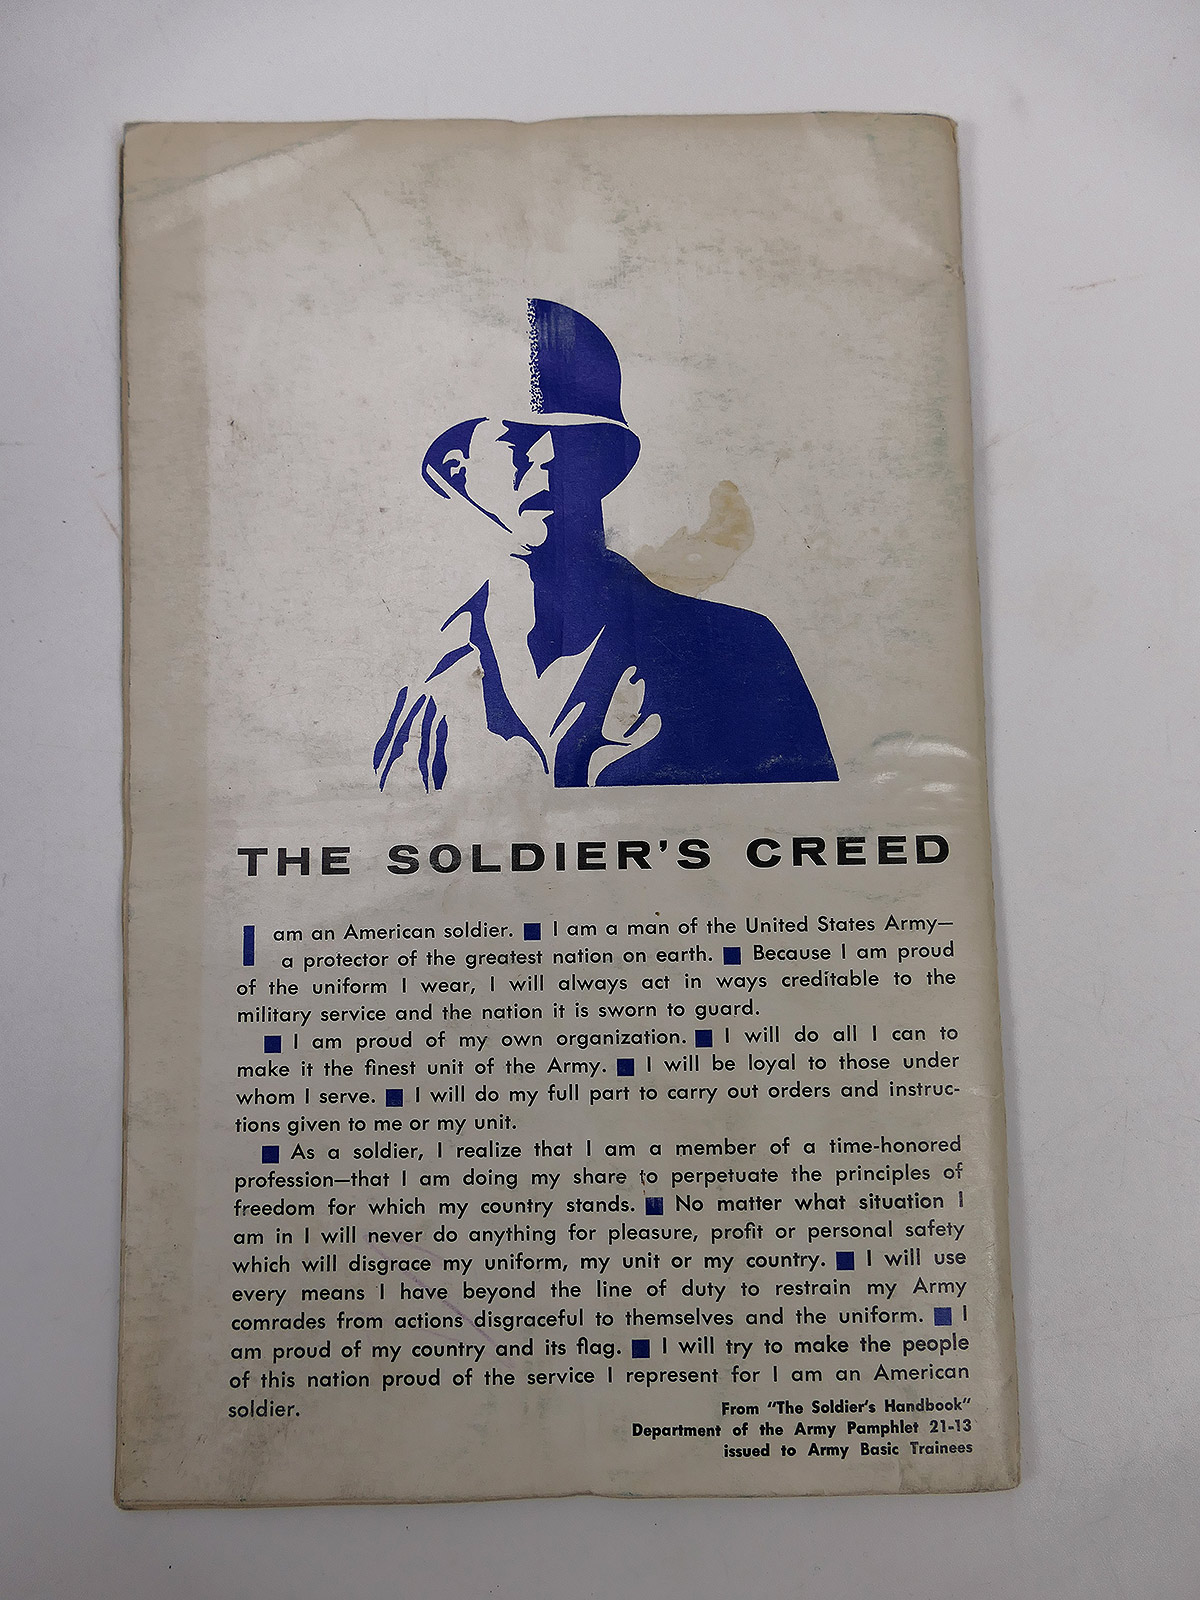 THE SOLDIER'S CREED
I am an American soldier. ■ I am a man of the United States Army—
a protector of the greatest nation on earth. ■ Because I am proud
of the uniform I wear, I will always act in ways creditable to the
military service and the nation it is sworn to guard.
■ I am proud of my own organization. ■ I will do all I can to
make it the finest unit of the Army. ■ I will be loyal to those under
whom I serve. ■ I will do my full part to carry out orders and instruc-
tions given to me or my unit.
■ As a soldier, I realize that I am a member of a time-honored
profession—that I am doing my share to perpetuate the principles of
freedom for which my country stands. ■ No matter what situation I
am in I will never do anything for pleasure, profit or personal safety
which will disgrace my uniform, my unit or my country. ■ I will use
every means I have beyond the line of duty to restrain my Army
comrades from actions disgraceful to themselves and the uniform. ■ I
am proud of my country and its flag. ■ I will try to make the people
of this nation proud of the service I represent for I am an American
soldier.
From "The Soldier's Handbook"
Department of the Army Pamphlet 21-13
issued to Army Basic Trainees